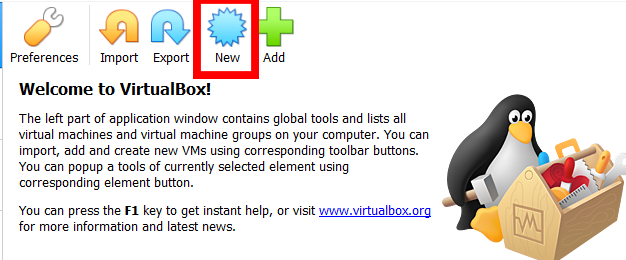 Preferences Import Export New Add
Welcome to VirtualBox!
The left part of application window contains global tools and lists all
virtual machines and virtual machine groups on your computer. You can
import, add and create new VMs using corresponding toolbar buttons.
You can popup a tools of currently selected element using
corresponding element button.
You can press the F1 key to get instant help, or visit www.virtualbox.org
for more information and latest news.